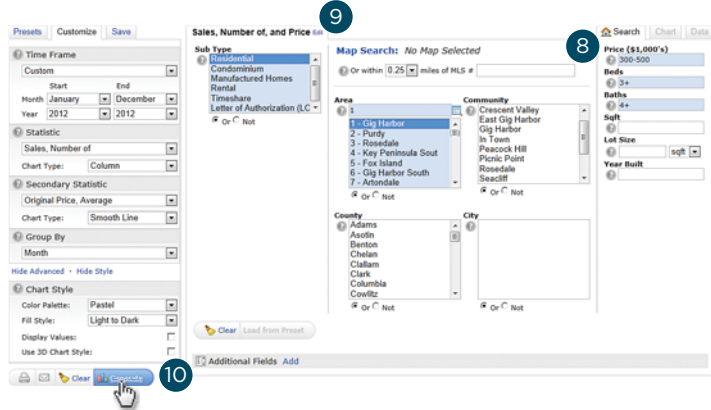 Presets Customize Save
Time Frame
Custom
Start End
Month January December
Year 2012 2012
Statistic
Sales, Number of
Chart Type: Column
Secondary Statistic
Original Price, Average
Chart Type: Smooth Line
Group By
Month
Hide Advanced · Hide Style
Chart Style
Color Palette: Pastel
Fill Style: Light to Dark
Display Values:
Use 3D Chart Style:
Clear Generate
10
Sales, Number of, and Price Edit
9
Sub Type
Residential
Condominium
Manufactured Homes
Rental
Timeshare
Letter of Authorization (LC
Or Not
Map Search: No Map Selected
Or within 0.25 miles of MLS #
Area
1
1 - Gig Harbor
2 - Purdy
3 - Rosedale
4 - Key Peninsula Sout
5 - Fox Island
6 - Gig Harbor South
7 - Artondale
Or Not
Community
Crescent Valley
East Gig Harbor
Gig Harbor
In Town
Peacock Hill
Picnic Point
Rosedale
Seacliff
Or Not
County
Adams
Asotin
Benton
Chelan
Clallam
Clark
Columbia
Cowlitz
Or Not
City
Or Not
Clear Load from Preset
Additional Fields Add
8
Search Chart Data
Price ($1,000's)
300-500
Beds
3+
Baths
4+
Sqft
Lot Size
sqft
Year Built